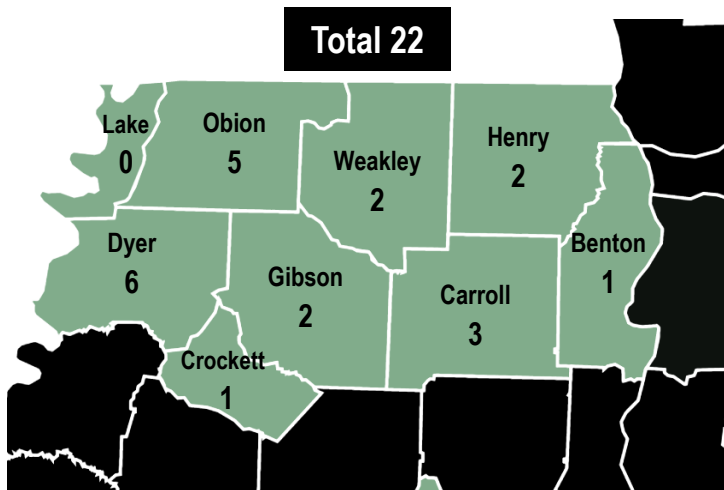 Total 22
Lake
0
Obion
5
Weakley
2
Henry
2
Dyer
6
Gibson
2
Carroll
3
Benton
1
Crockett
1